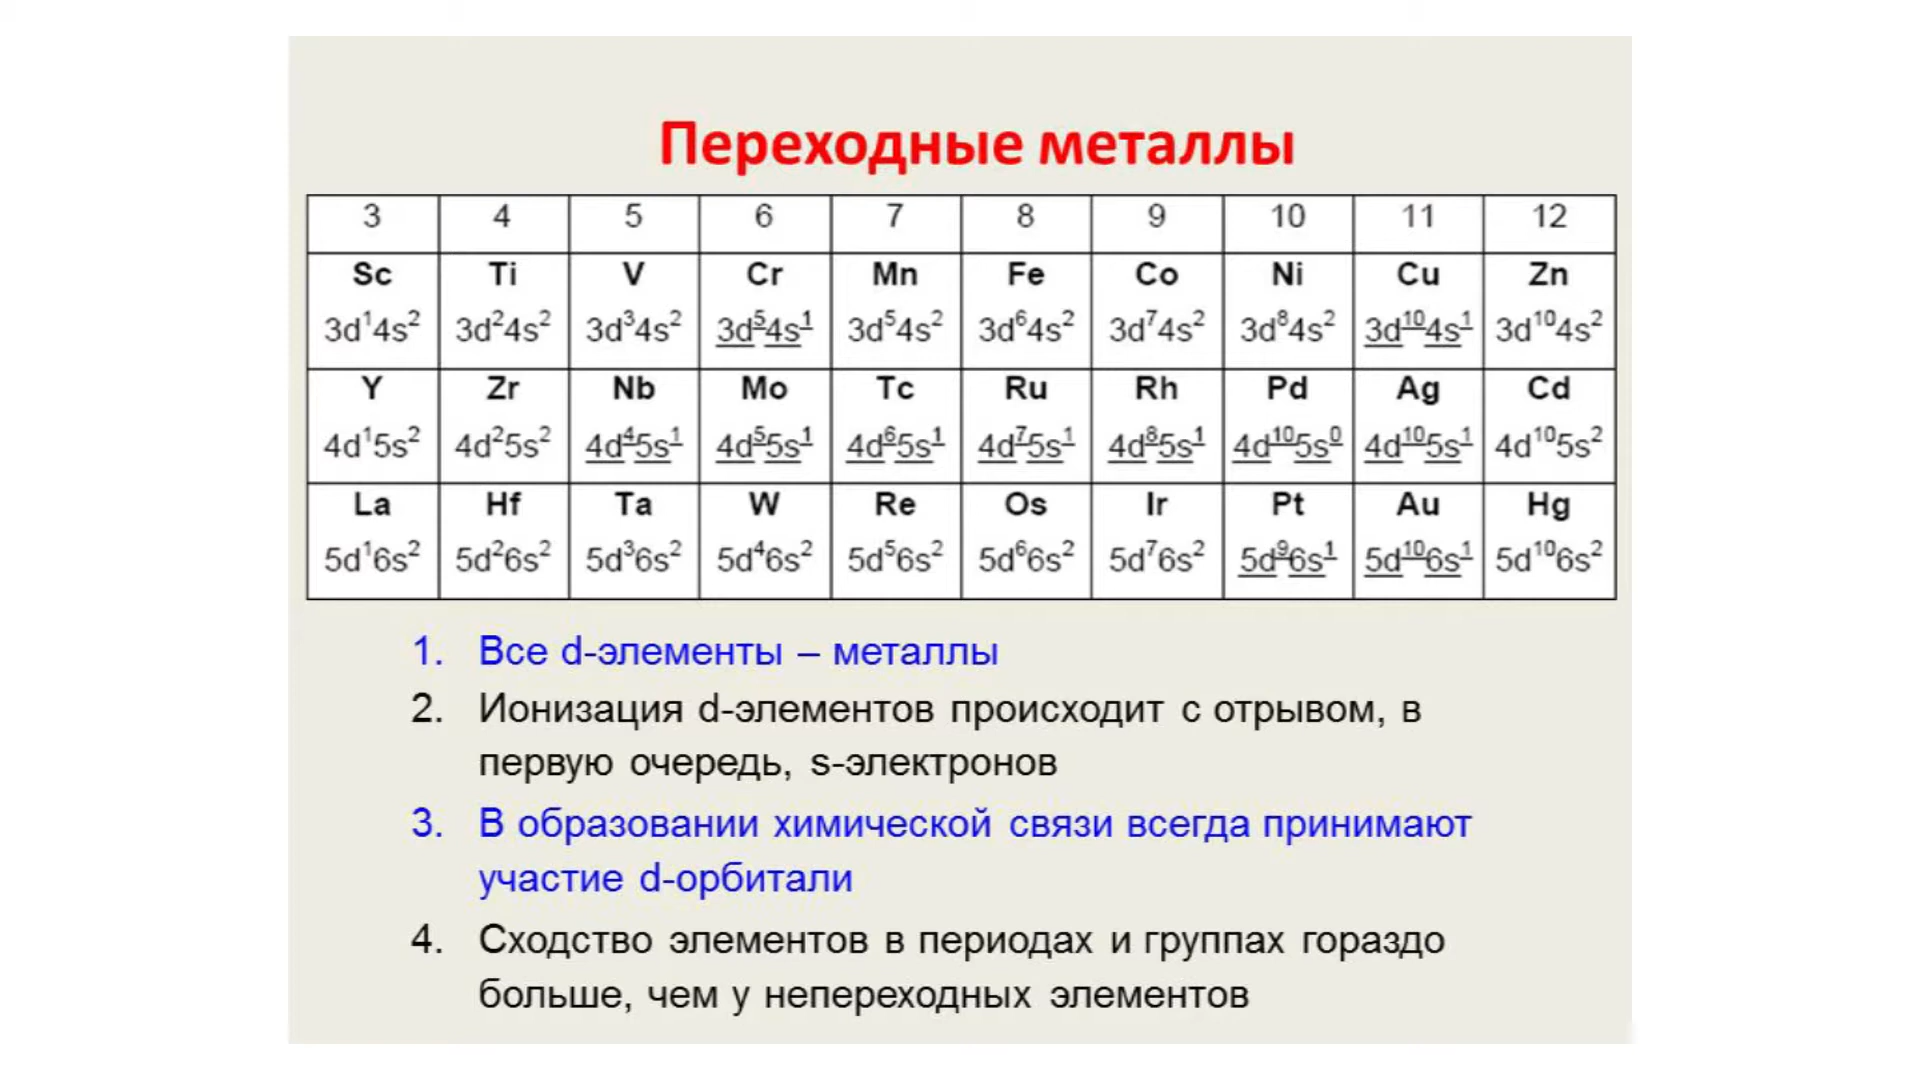 Переходные металлы
3 4 5 6 7 8 9 10 11 12
Sc Ti V Cr Mn Fe Co Ni Cu Zn
3d¹4s² 3d²4s² 3d³4s² 3d⁵4s¹ 3d⁵4s² 3d⁶4s² 3d⁷4s² 3d⁸4s² 3d¹⁰4s¹ 3d¹⁰4s²
Y Zr Nb Mo Tc Ru Rh Pd Ag Cd
4d¹5s² 4d²5s² 4d⁴5s¹ 4d⁵5s¹ 4d⁶5s¹ 4d⁷5s¹ 4d⁸5s¹ 4d¹⁰5s⁰ 4d¹⁰5s¹ 4d¹⁰5s²
La Hf Ta W Re Os Ir Pt Au Hg
5d¹6s² 5d²6s² 5d³6s² 5d⁴6s² 5d⁵6s² 5d⁶6s² 5d⁷6s² 5d⁹6s¹ 5d¹⁰6s¹ 5d¹⁰6s²
1. Все d-элементы – металлы
2. Ионизация d-элементов происходит с отрывом, в
первую очередь, s-электронов
3. В образовании химической связи всегда принимают
участие d-орбитали
4. Сходство элементов в периодах и группах гораздо
больше, чем у непереходных элементов